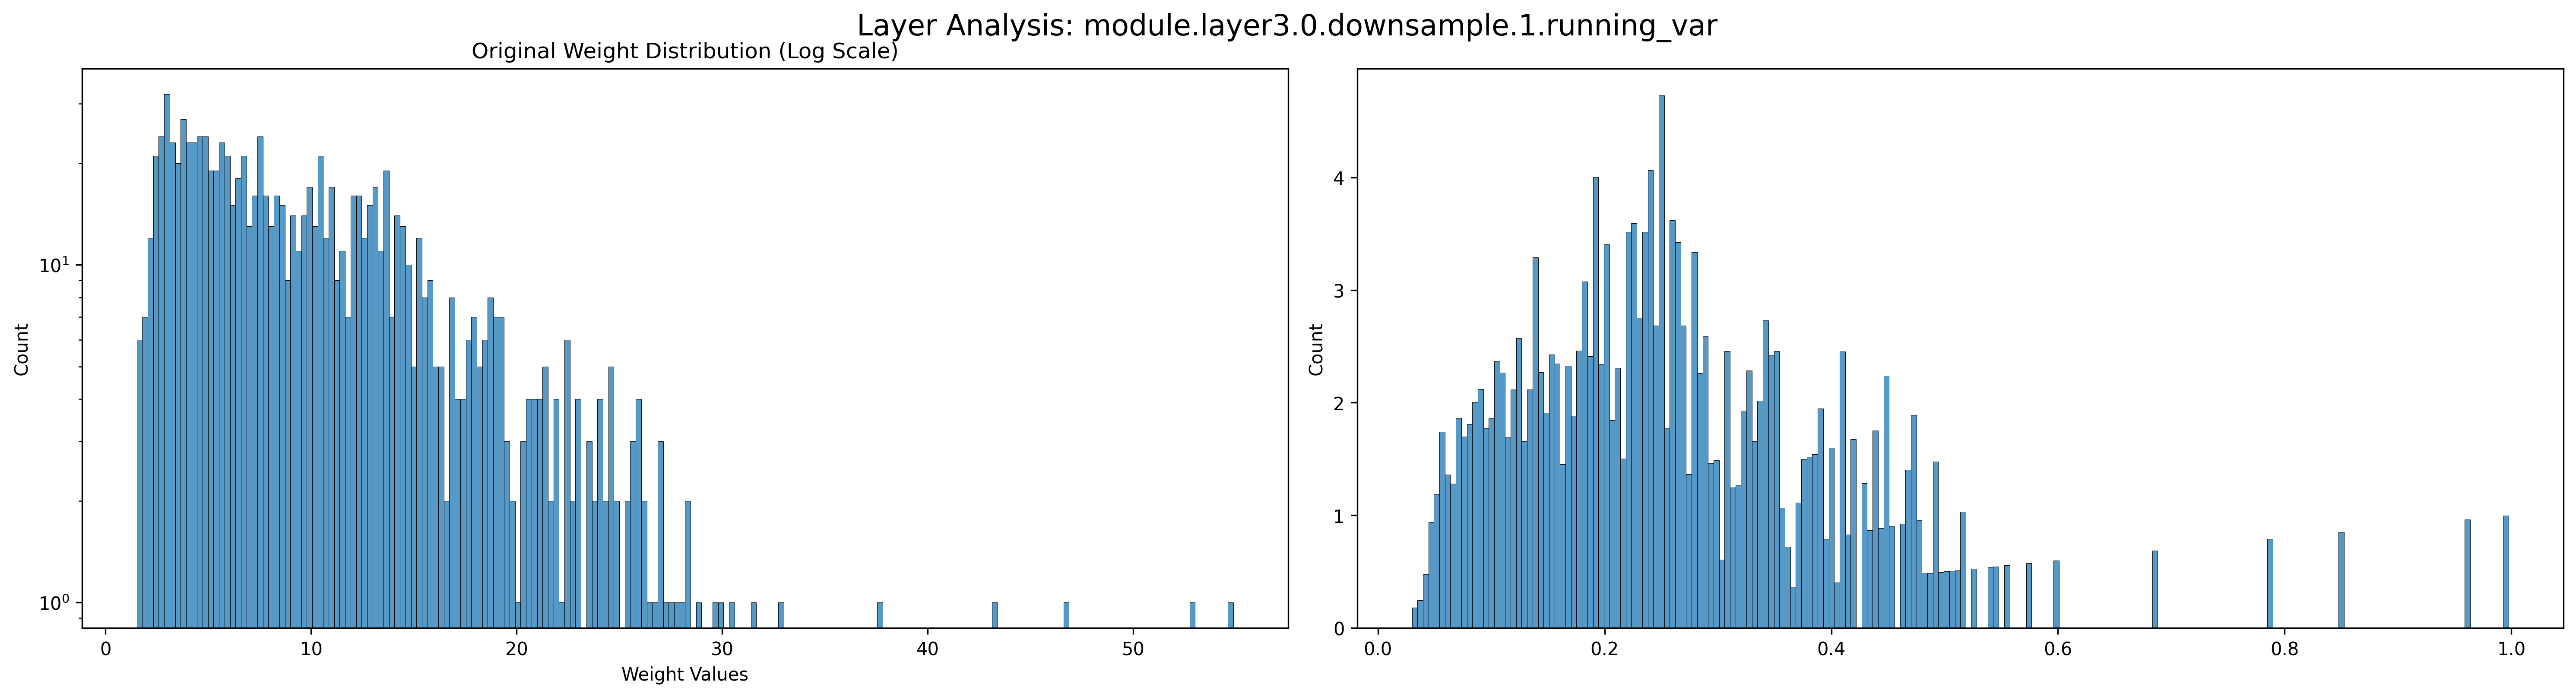 Layer Analysis: module.layer3.0.downsample.1.running_var
Original Weight Distribution (Log Scale)
Count
10¹
10⁰
0 10 20 30 40 50
Weight Values
Count
4
3
2
1
0
0.0 0.2 0.4 0.6 0.8 1.0